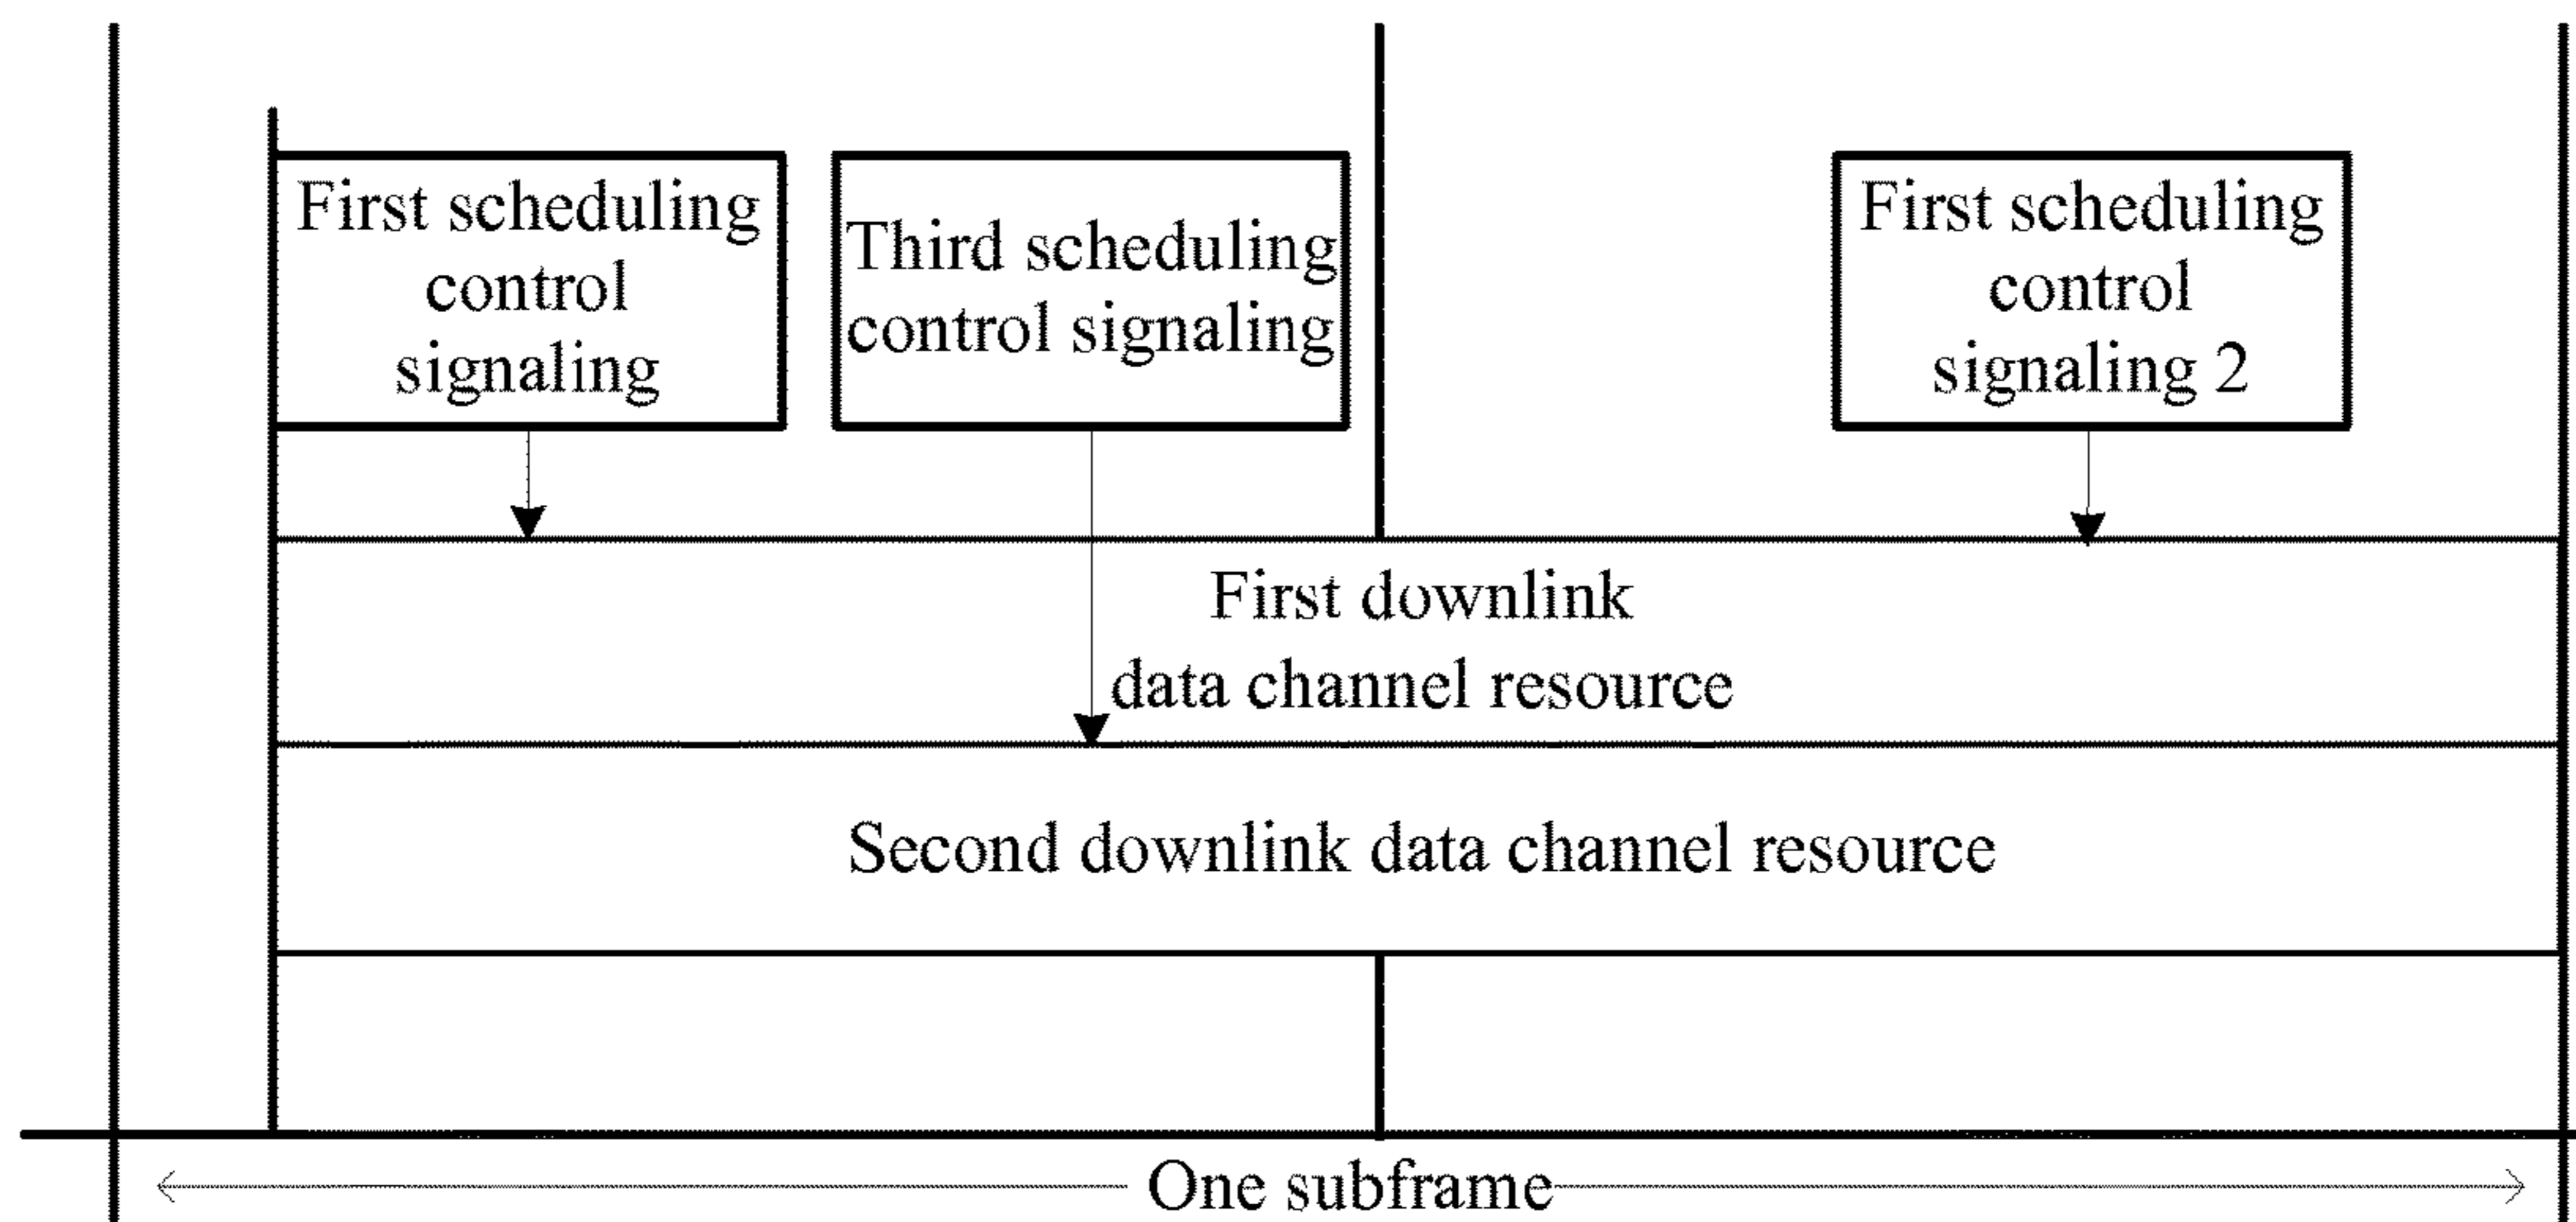 First scheduling
control
signaling
Third scheduling
control signaling
First scheduling
control
signaling 2
First downlink
data channel resource
Second downlink data channel resource
One subframe